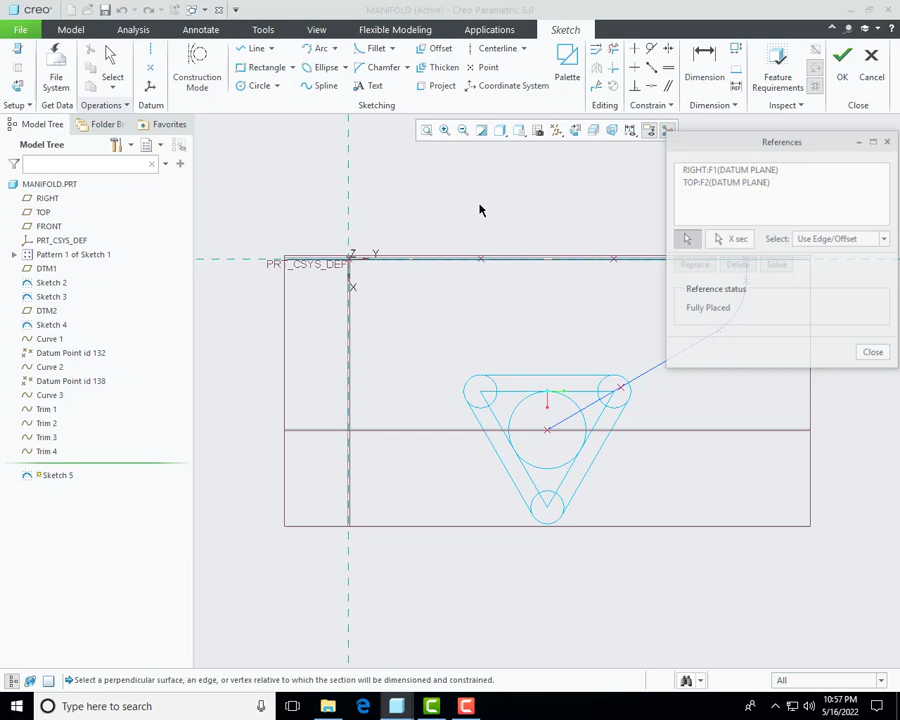 creo
MANIFOLD (Active) - Creo Parametric 6.0
File
Model
Analysis
Annotate
Tools
View
Flexible Modeling
Applications
Sketch
File System
Select
Construction Mode
Line
Rectangle
Circle
Arc
Ellipse
Spline
Fillet
Chamfer
Text
Offset
Thicken
Project
Centerline
Point
Coordinate System
Palette
Dimension
Feature Requirements
OK
Cancel
Setup
Get Data
Operations
Datum
Sketching
Editing
Constrain
Dimension
Inspect
Close
Model Tree
Folder B
Favorites
Model Tree
MANIFOLD.PRT
RIGHT
TOP
FRONT
PRT_CSYS_DEF
Pattern 1 of Sketch 1
DTM1
Sketch 2
Sketch 3
DTM2
Sketch 4
Curve 1
Datum Point id 132
Curve 2
Datum Point id 138
Curve 3
Trim 1
Trim 2
Trim 3
Trim 4
Sketch 5
PRT_CSYS_DEF
Z
Y
X
References
RIGHT:F1(DATUM PLANE)
TOP:F2(DATUM PLANE)
X sec
Select:
Use Edge/Offset
Replace
Delete
Solve
Reference status
Fully Placed
Close
Select a perpendicular surface, an edge, or vertex relative to which the section will be dimensioned and constrained.
All
Type here to search
10:57 PM
5/16/2022